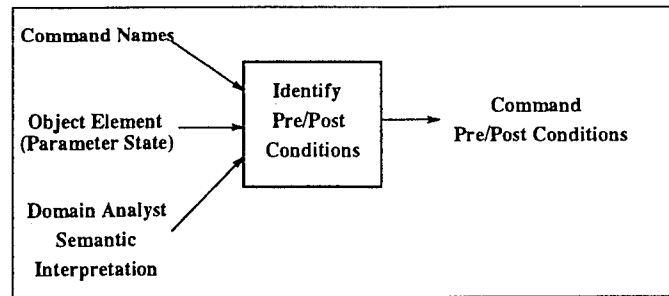 Command Names
Object Element
(Parameter State)
Domain Analyst
Semantic
Interpretation
Identify
Pre/Post
Conditions
Command
Pre/Post Conditions